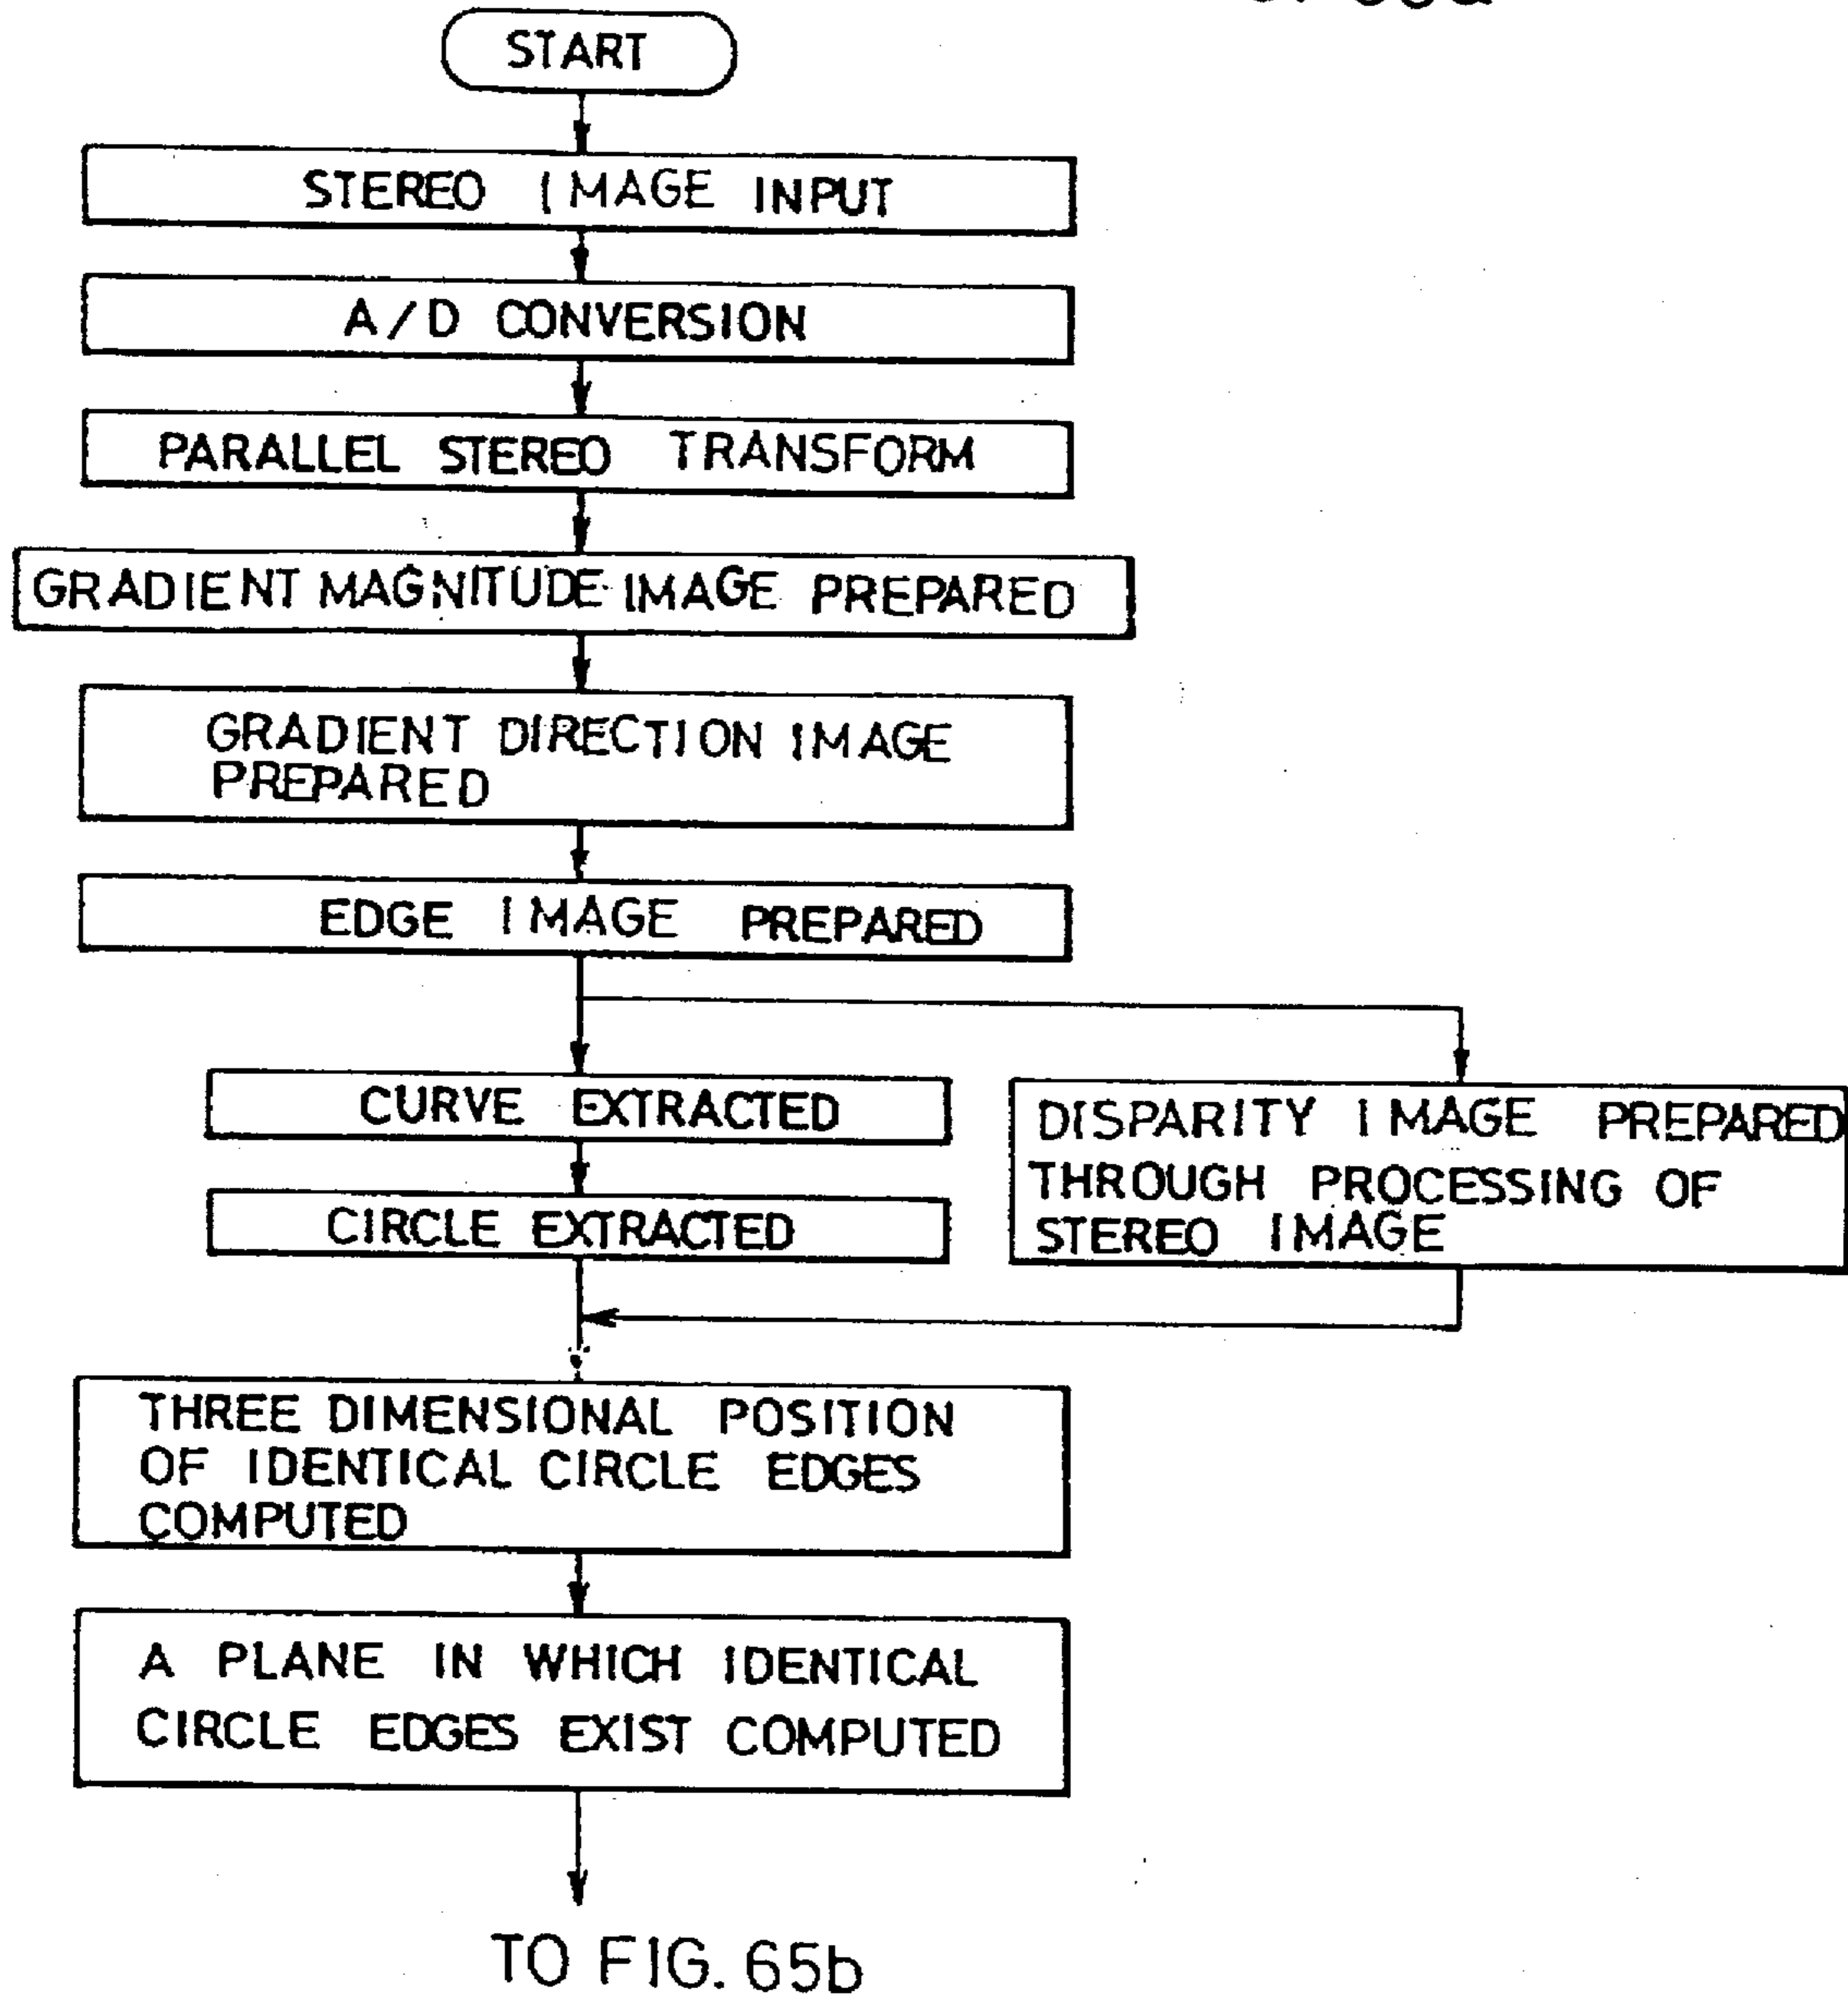 START
STEREO IMAGE INPUT
A/D CONVERSION
PARALLEL STEREO TRANSFORM
GRADIENT MAGNITUDE IMAGE PREPARED
GRADIENT DIRECTION IMAGE
PREPARED
EDGE IMAGE PREPARED
CURVE EXTRACTED
CIRCLE EXTRACTED
DISPARITY IMAGE PREPARED
THROUGH PROCESSING OF
STEREO IMAGE
THREE DIMENSIONAL POSITION
OF IDENTICAL CIRCLE EDGES
COMPUTED
A PLANE IN WHICH IDENTICAL
CIRCLE EDGES EXIST COMPUTED
TO FIG. 65b